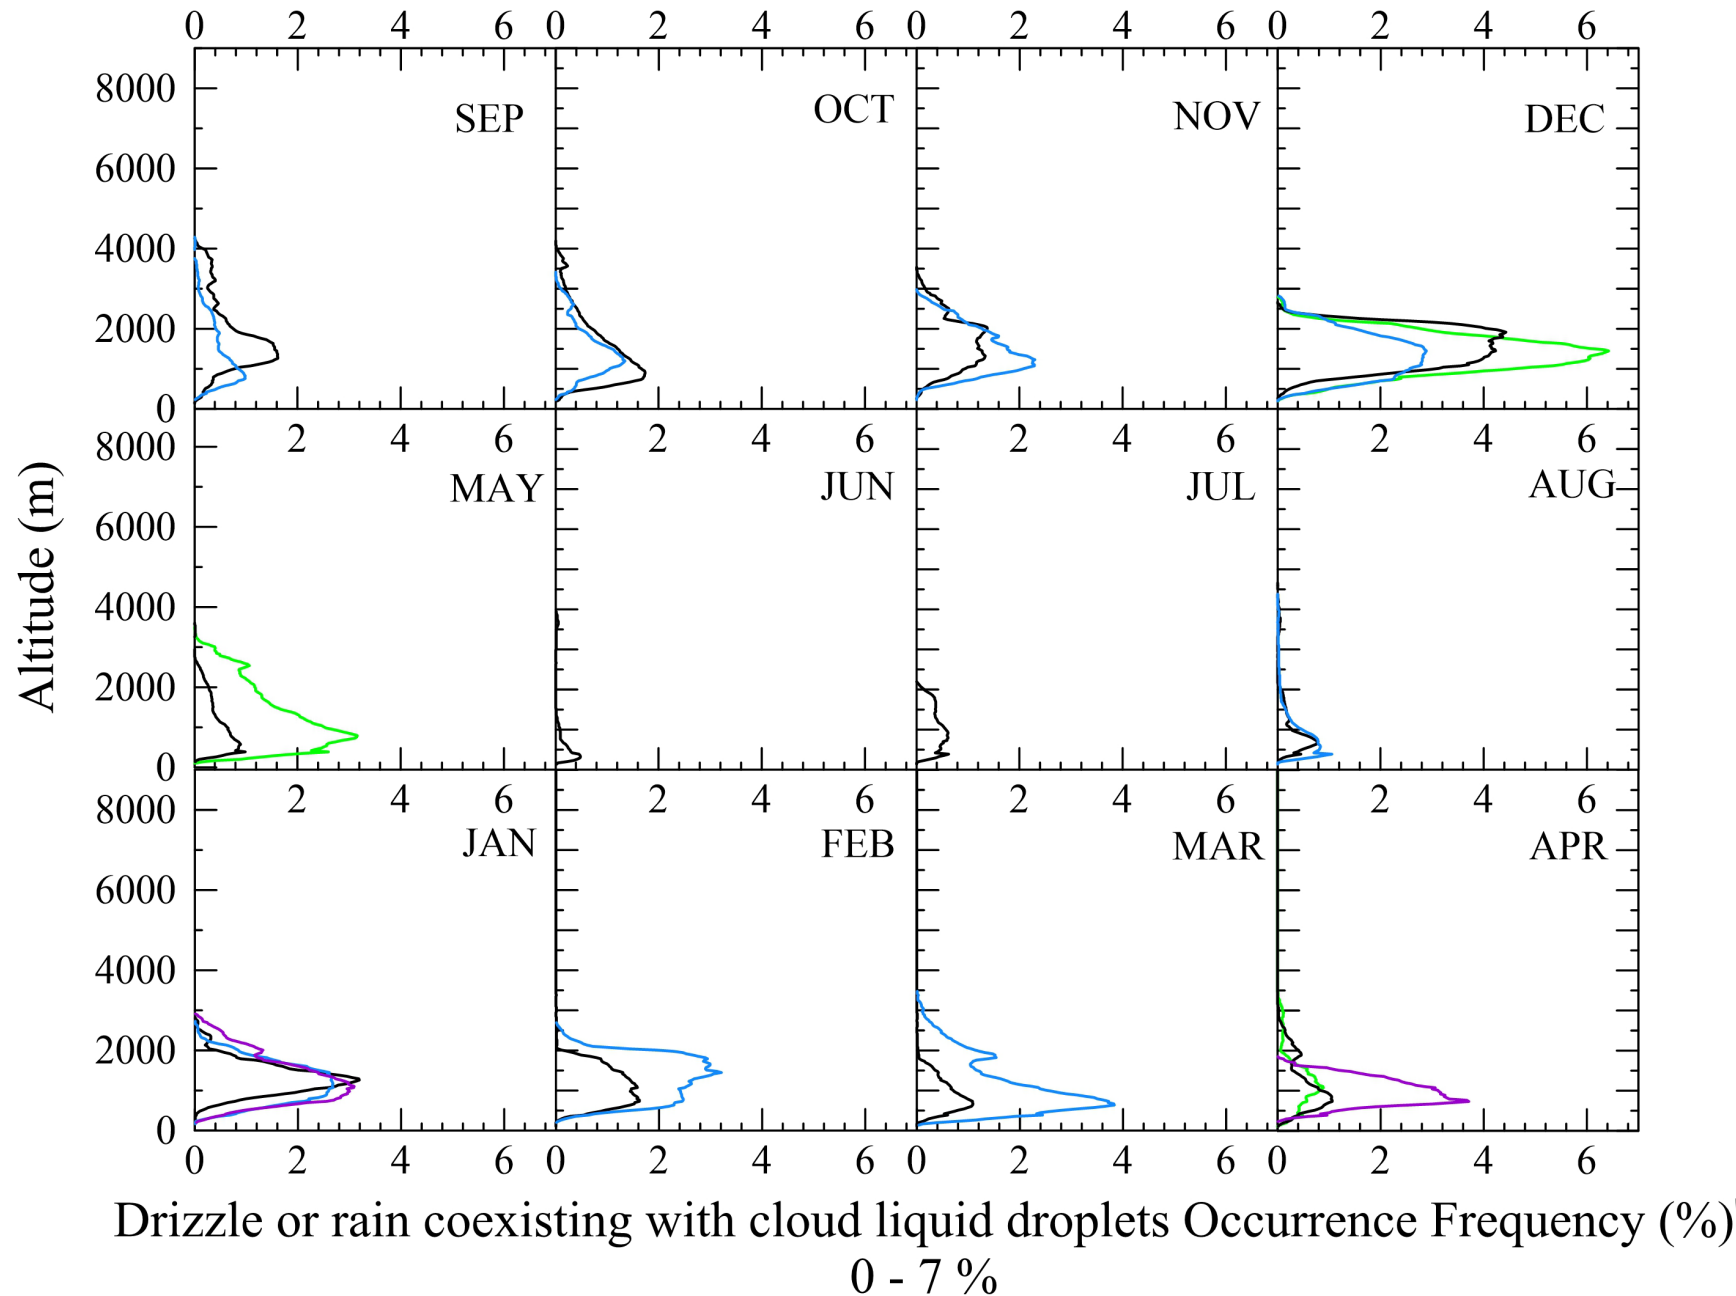 0 2 4 6 0 2 4 6 0 2 4 6 0 2 4 6
8000
SEP OCT NOV DEC
6000
4000
2000
0
2 4 6 2 4 6 2 4 6 2 4 6
8000
MAY JUN JUL AUG
6000
4000
2000
0
Altitude (m)
2 4 6 2 4 6 2 4 6 2 4 6
8000
JAN FEB MAR APR
6000
4000
2000
0
0 2 4 6 0 2 4 6 0 2 4 6 0 2 4 6
Drizzle or rain coexisting with cloud liquid droplets Occurrence Frequency (%)
0 - 7 %